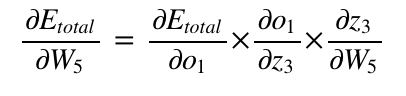 ∂E_total/∂W_5 = ∂E_total/∂o_1 × ∂o_1/∂z_3 × ∂z_3/∂W_5